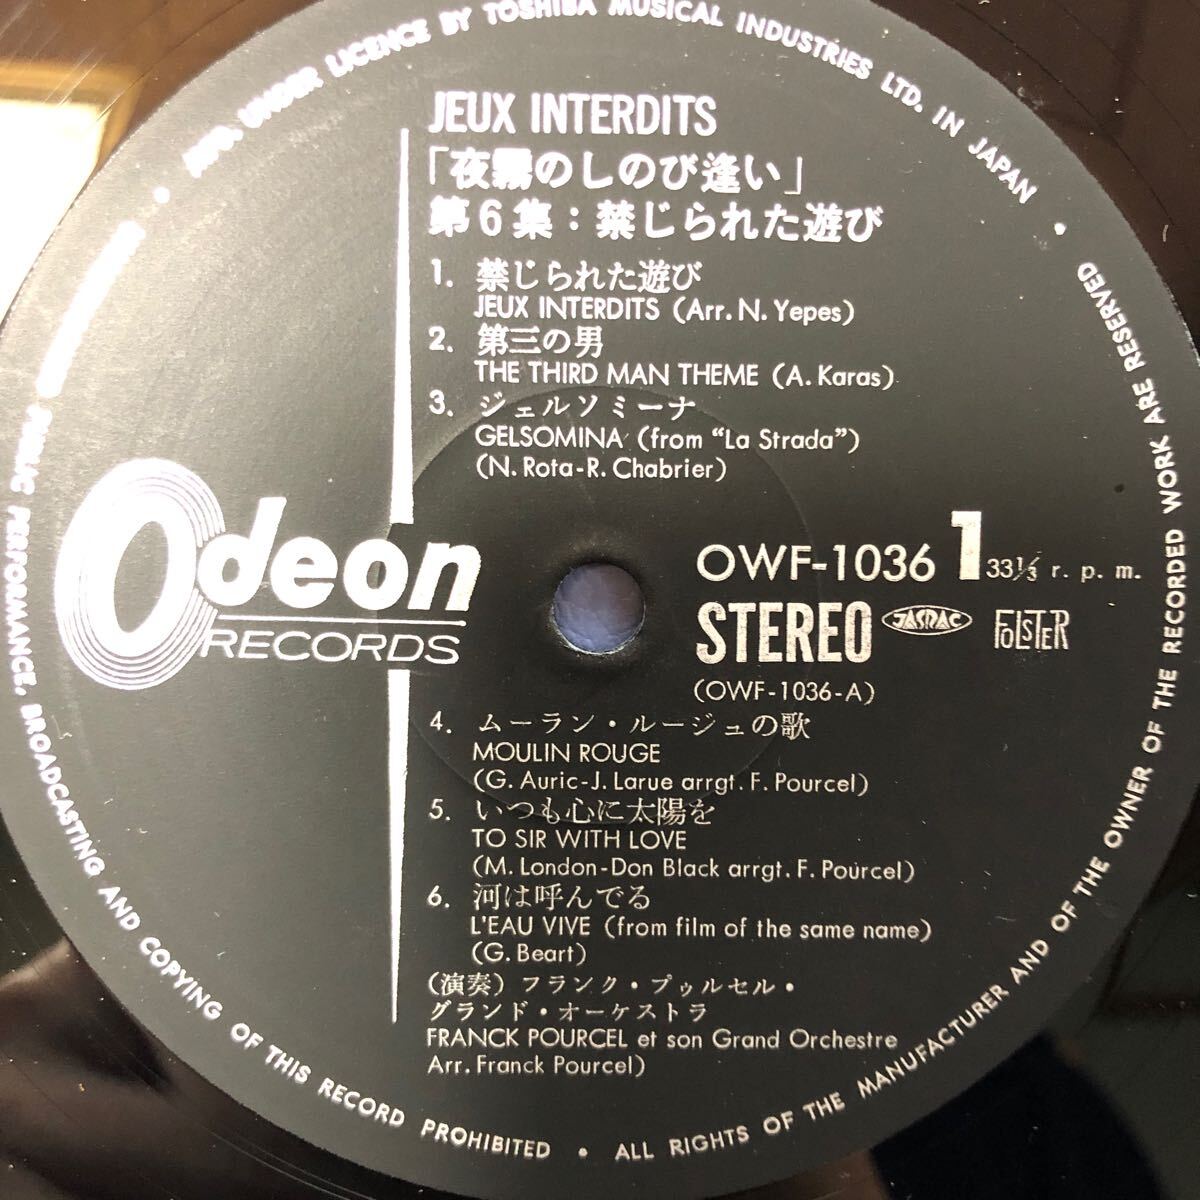 MFD. UNDER LICENCE BY TOSHIBA MUSICAL INDUSTRIES LTD. IN JAPAN •
JEUX INTERDITS
「夜霧のしのび逢い」
第6集：禁じられた遊び
1. 禁じられた遊び
JEUX INTERDITS (Arr. N. Yepes)
2. 第三の男
THE THIRD MAN THEME (A. Karas)
3. ジェルソミーナ
GELSOMINA (from “La Strada”)
(N. Rota-R. Chabrier)
Odeon
RECORDS
OWF-1036 1 33⅓ r. p. m.
STEREO JASRAC FOLSTER
(OWF-1036-A)
4. ムーラン・ルージュの歌
MOULIN ROUGE
(G. Auric-J. Larue arrgt. F. Pourcel)
5. いつも心に太陽を
TO SIR WITH LOVE
(M. London-Don Black arrgt. F. Pourcel)
6. 河は呼んでる
L'EAU VIVE (from film of the same name)
(G. Beart)
(演奏) フランク・プゥルセル・
グランド・オーケストラ
FRANCK POURCEL et son Grand Orchestre
Arr. Franck Pourcel)
ALL RIGHTS OF THE MANUFACTURER AND OF THE OWNER OF THE RECORDED WORK ARE RESERVED
PUBLIC PERFORMANCE, BROADCASTING AND COPYING OF THIS RECORD PROHIBITED •